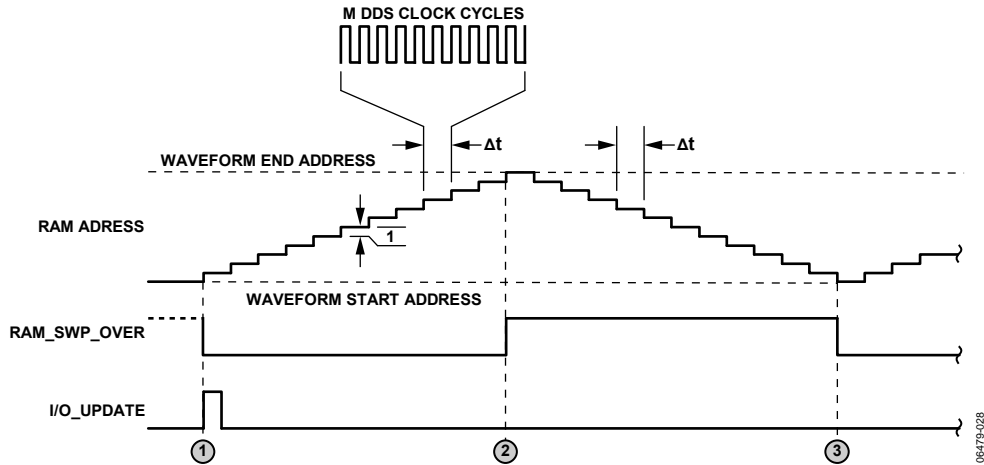 M DDS CLOCK CYCLES
Δt
Δt
WAVEFORM END ADDRESS
RAM ADRESS
1
WAVEFORM START ADDRESS
RAM_SWP_OVER
I/O_UPDATE
1
2
3
06479-028